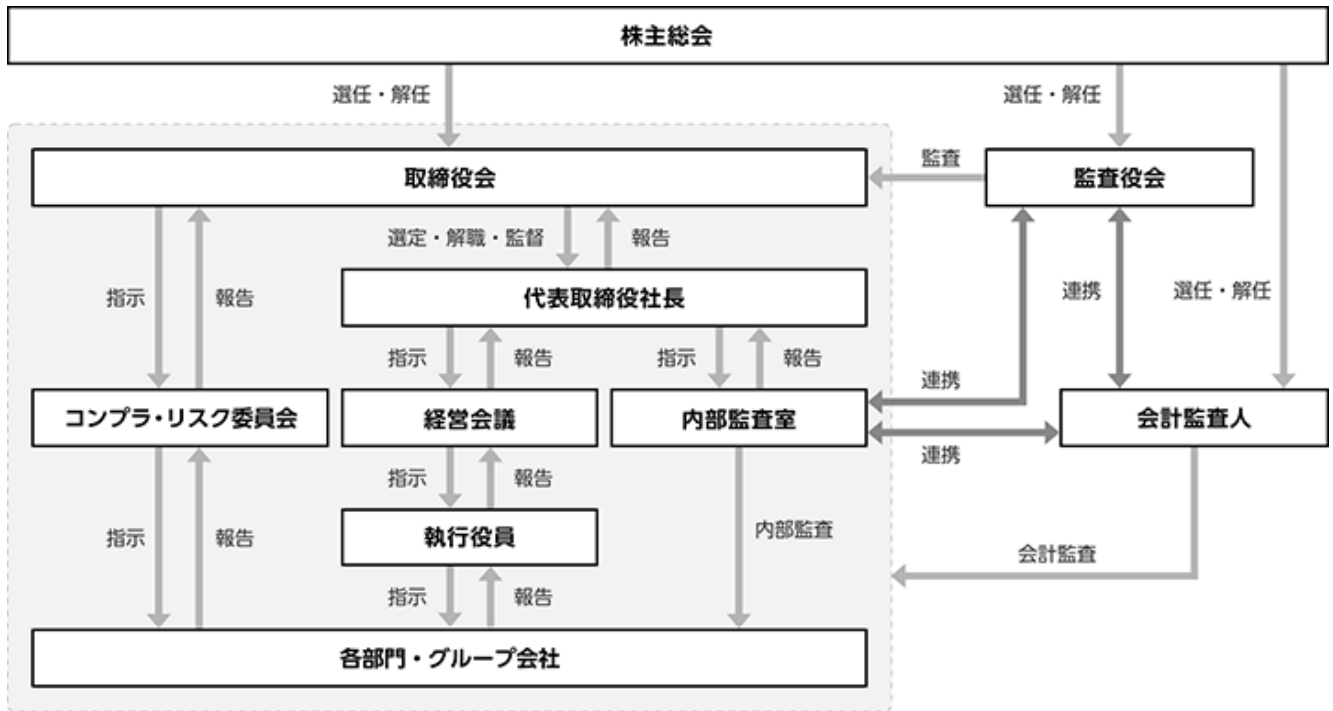 株主総会
選任・解任
選任・解任
取締役会
監査
監査役会
選定・解職・監督
報告
指示
報告
代表取締役社長
連携
選任・解任
指示
報告
指示
報告
連携
コンプラ・リスク委員会
経営会議
内部監査室
会計監査人
連携
指示
報告
指示
報告
執行役員
内部監査
会計監査
指示
報告
各部門・グループ会社